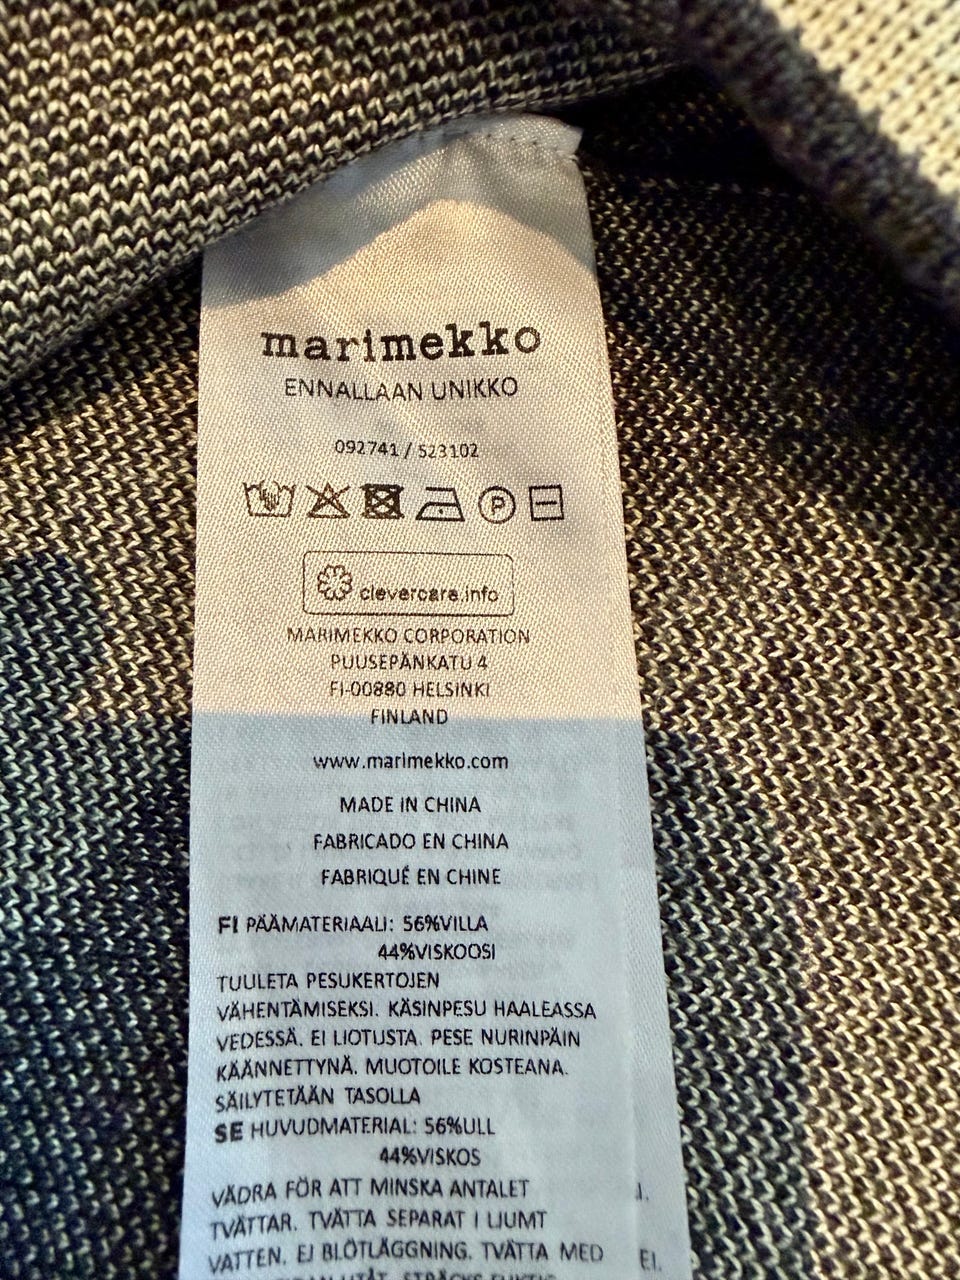 marimekko
ENNALLAAN UNIKKO
092741 / 523102
P
clevercare.info
MARIMEKKO CORPORATION
PUUSEPÄNKATU 4
FI-00880 HELSINKI
FINLAND
www.marimekko.com
MADE IN CHINA
FABRICADO EN CHINA
FABRIQUÉ EN CHINE
FI PÄÄMATERIAALI: 56%VILLA
44%VISKOOSI
TUULETA PESUKERTOJEN
VÄHENTÄMISEKSI. KÄSINPESU HAALEASSA
VEDESSÄ. EI LIOTUSTA. PESE NURINPÄIN
KÄÄNNETTYNÄ. MUOTOILE KOSTEANA.
SÄILYTETÄÄN TASOLLA
SE HUVUDMATERIAL: 56%ULL
44%VISKOS
VÄDRA FÖR ATT MINSKA ANTALET
TVÄTTAR. TVÄTTA SEPARAT I LJUMT
VATTEN. EJ BLÖTLÄGGNING. TVÄTTA MED
EI.